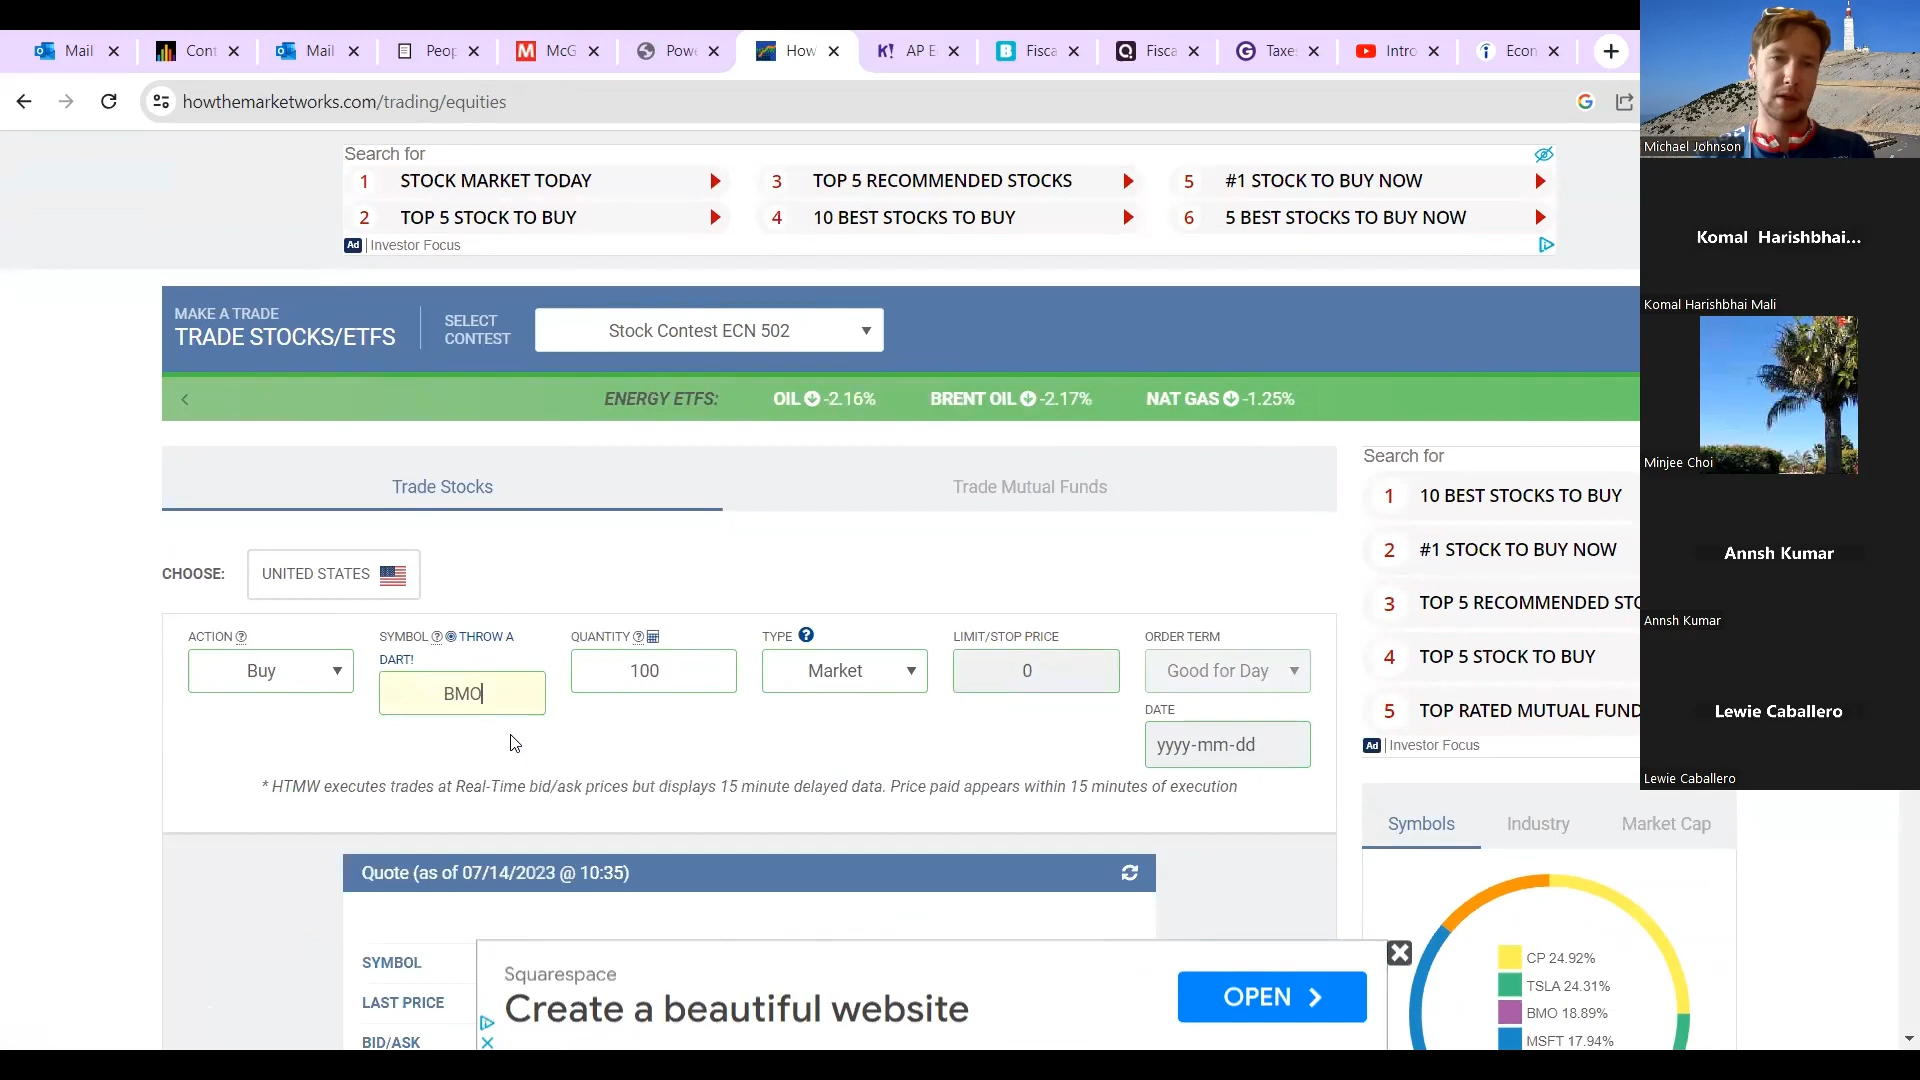 Mail
Cont
Mail
Peop
McG
Powe
How
AP E
Fisca
Fisca
Taxe
Intro
Econ
howthemarketworks.com/trading/equities
Michael Johnson
Search for
1 STOCK MARKET TODAY
3 TOP 5 RECOMMENDED STOCKS
5 #1 STOCK TO BUY NOW
2 TOP 5 STOCK TO BUY
4 10 BEST STOCKS TO BUY
6 5 BEST STOCKS TO BUY NOW
Ad Investor Focus
Komal Harishbhai...
Komal Harishbhai Mali
MAKE A TRADE
TRADE STOCKS/ETFS
SELECT
CONTEST
Stock Contest ECN 502
ENERGY ETFS: OIL -2.16% BRENT OIL -2.17% NAT GAS -1.25%
Minjee Choi
Trade Stocks
Trade Mutual Funds
Search for
1 10 BEST STOCKS TO BUY
2 #1 STOCK TO BUY NOW
3 TOP 5 RECOMMENDED STO
4 TOP 5 STOCK TO BUY
5 TOP RATED MUTUAL FUND
Ad Investor Focus
Annsh Kumar
Annsh Kumar
Lewie Caballero
Lewie Caballero
CHOOSE: UNITED STATES
ACTION ?
Buy
SYMBOL ? THROW A
DART!
BMO
QUANTITY ?
100
TYPE ?
Market
LIMIT/STOP PRICE
0
ORDER TERM
Good for Day
DATE
yyyy-mm-dd
* HTMW executes trades at Real-Time bid/ask prices but displays 15 minute delayed data. Price paid appears within 15 minutes of execution
Symbols Industry Market Cap
Quote (as of 07/14/2023 @ 10:35)
SYMBOL
LAST PRICE
BID/ASK
Squarespace
Create a beautiful website
OPEN
CP 24.92%
TSLA 24.31%
BMO 18.89%
MSFT 17.94%